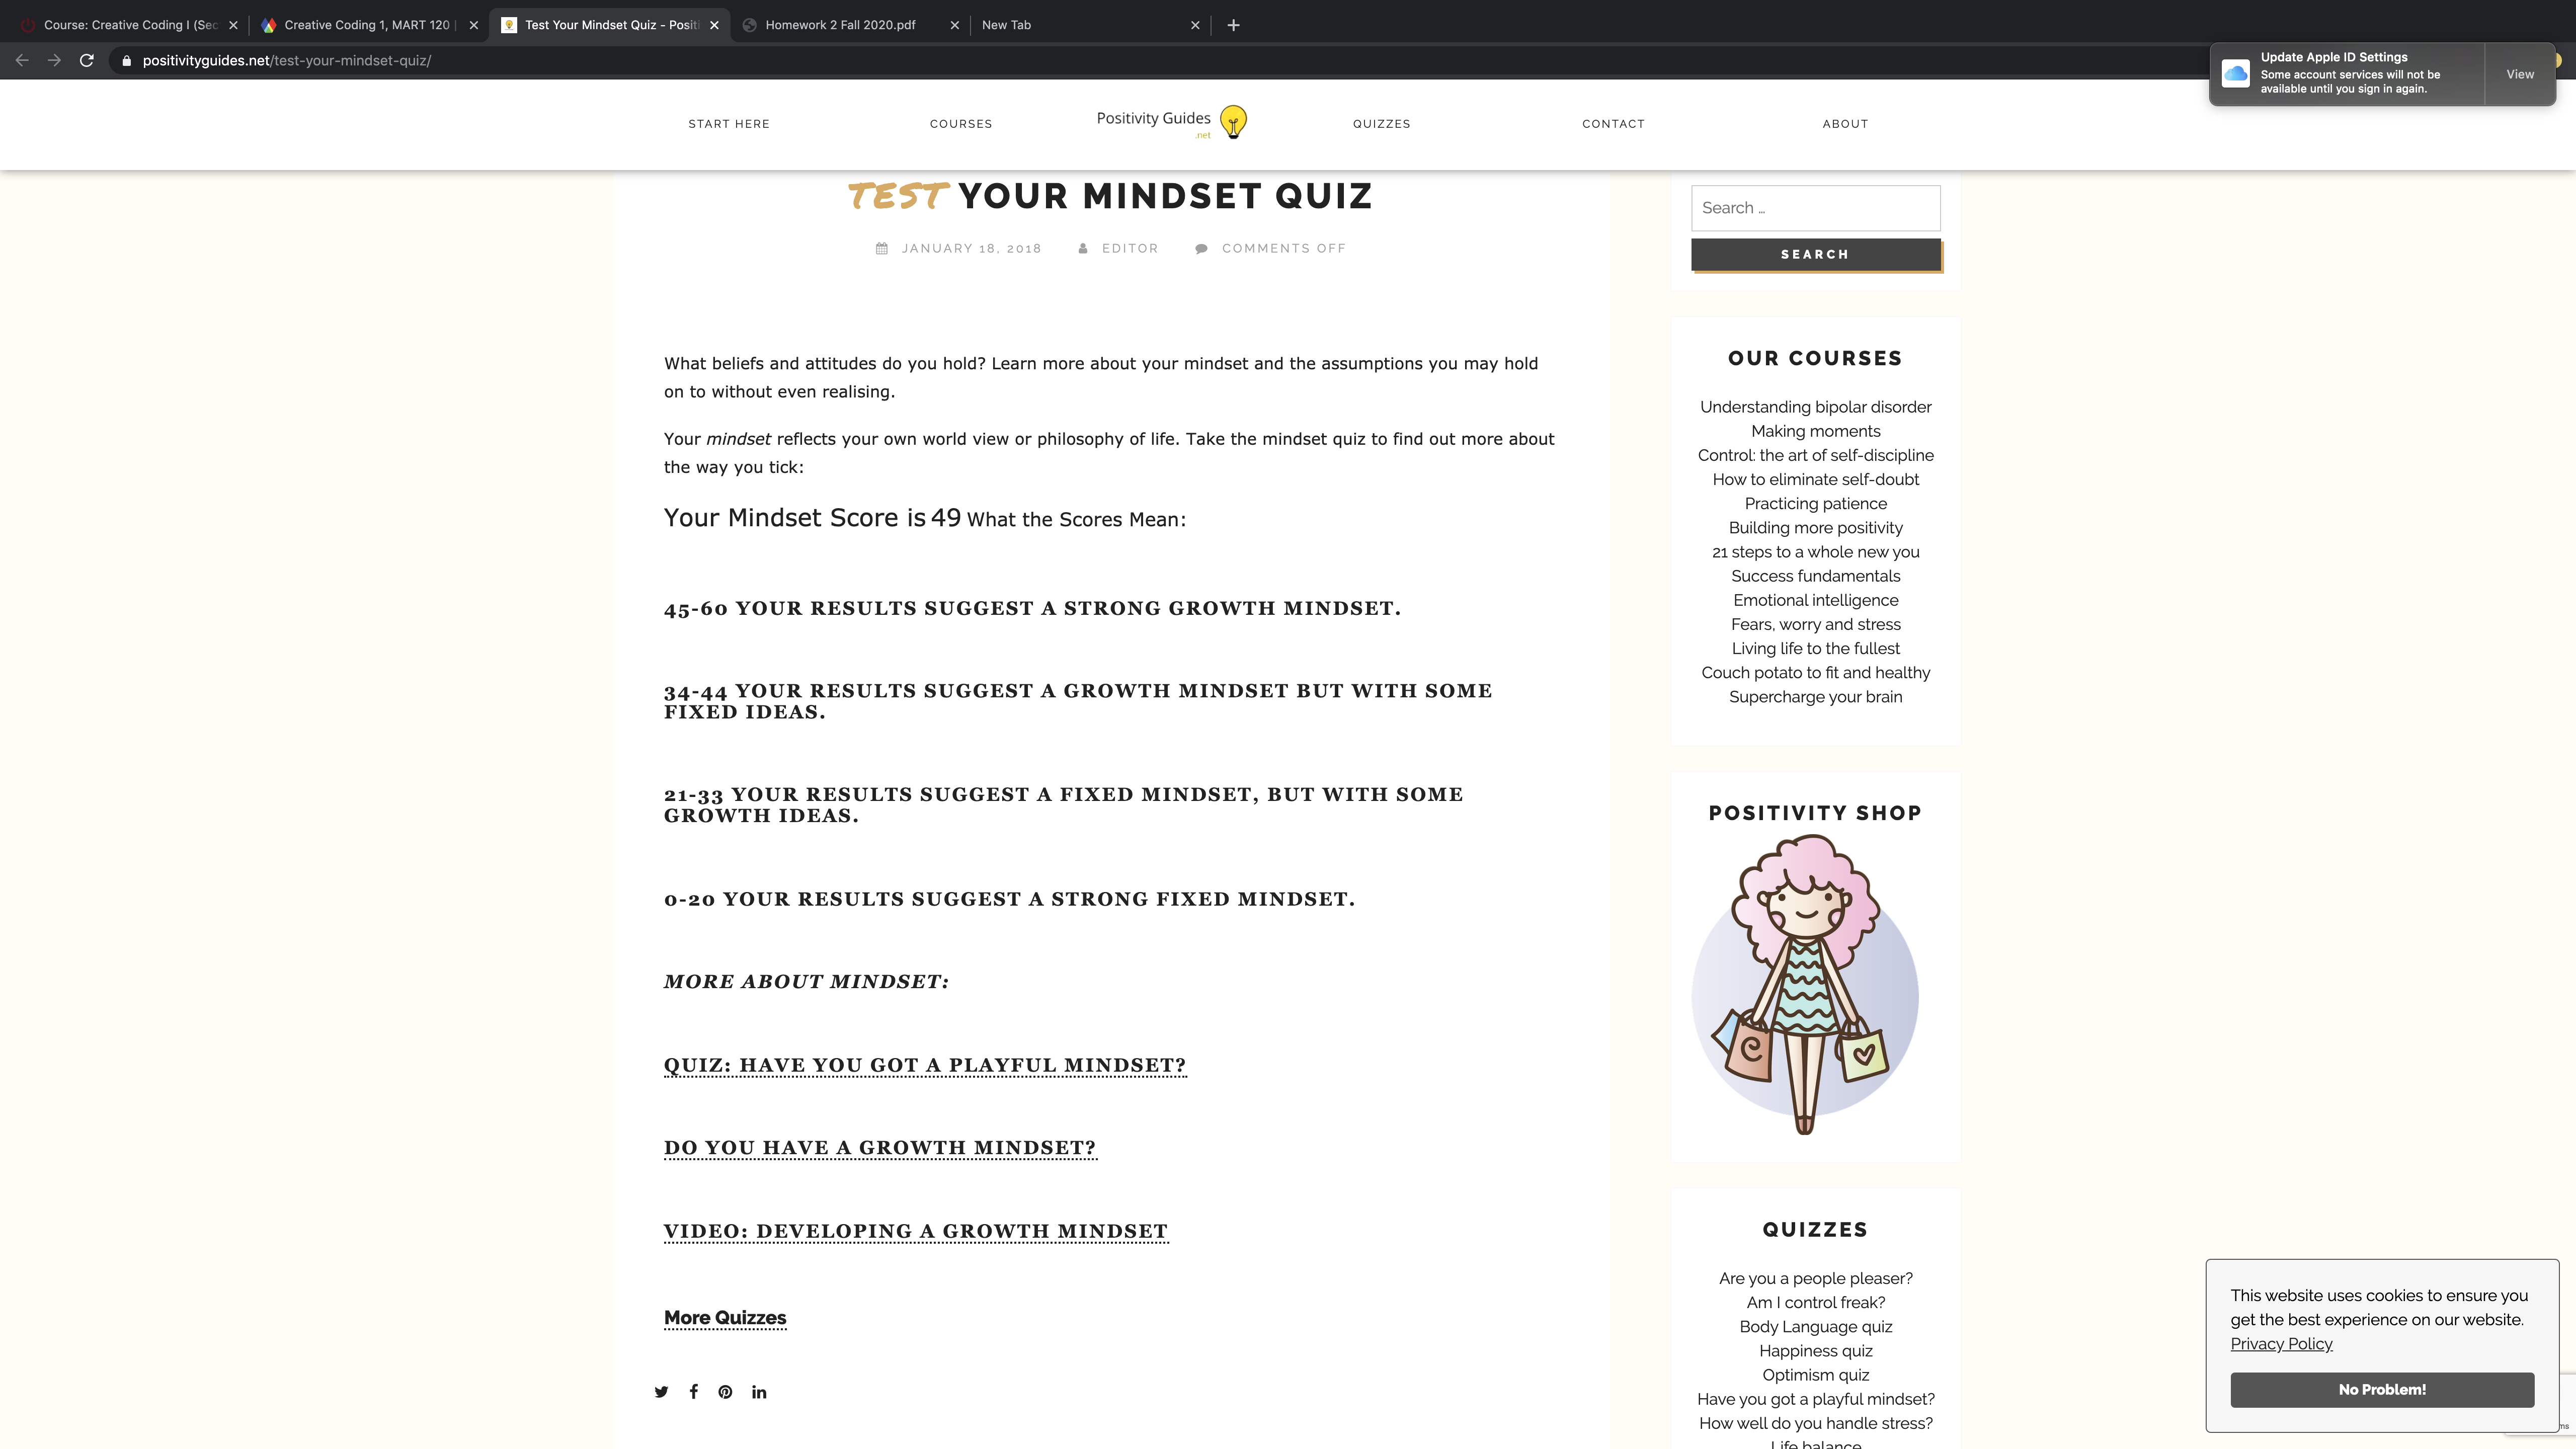 Course: Creative Coding I (Sec
Creative Coding 1, MART 120 |
Test Your Mindset Quiz - Posit
Homework 2 Fall 2020.pdf
New Tab
positivityguides.net/test-your-mindset-quiz/
Update Apple ID Settings
Some account services will not be
available until you sign in again.
View
START HERE
COURSES
Positivity Guides
.net
QUIZZES
CONTACT
ABOUT
TEST YOUR MINDSET QUIZ
JANUARY 18, 2018
EDITOR
COMMENTS OFF
What beliefs and attitudes do you hold? Learn more about your mindset and the assumptions you may hold
on to without even realising.
Your mindset reflects your own world view or philosophy of life. Take the mindset quiz to find out more about
the way you tick:
Your Mindset Score is 49 What the Scores Mean:
45-60 YOUR RESULTS SUGGEST A STRONG GROWTH MINDSET.
34-44 YOUR RESULTS SUGGEST A GROWTH MINDSET BUT WITH SOME
FIXED IDEAS.
21-33 YOUR RESULTS SUGGEST A FIXED MINDSET, BUT WITH SOME
GROWTH IDEAS.
0-20 YOUR RESULTS SUGGEST A STRONG FIXED MINDSET.
MORE ABOUT MINDSET:
QUIZ: HAVE YOU GOT A PLAYFUL MINDSET?
DO YOU HAVE A GROWTH MINDSET?
VIDEO: DEVELOPING A GROWTH MINDSET
More Quizzes
Search …
SEARCH
OUR COURSES
Understanding bipolar disorder
Making moments
Control: the art of self-discipline
How to eliminate self-doubt
Practicing patience
Building more positivity
21 steps to a whole new you
Success fundamentals
Emotional intelligence
Fears, worry and stress
Living life to the fullest
Couch potato to fit and healthy
Supercharge your brain
POSITIVITY SHOP
QUIZZES
Are you a people pleaser?
Am I control freak?
Body Language quiz
Happiness quiz
Optimism quiz
Have you got a playful mindset?
How well do you handle stress?
Life balance
This website uses cookies to ensure you
get the best experience on our website.
Privacy Policy
No Problem!